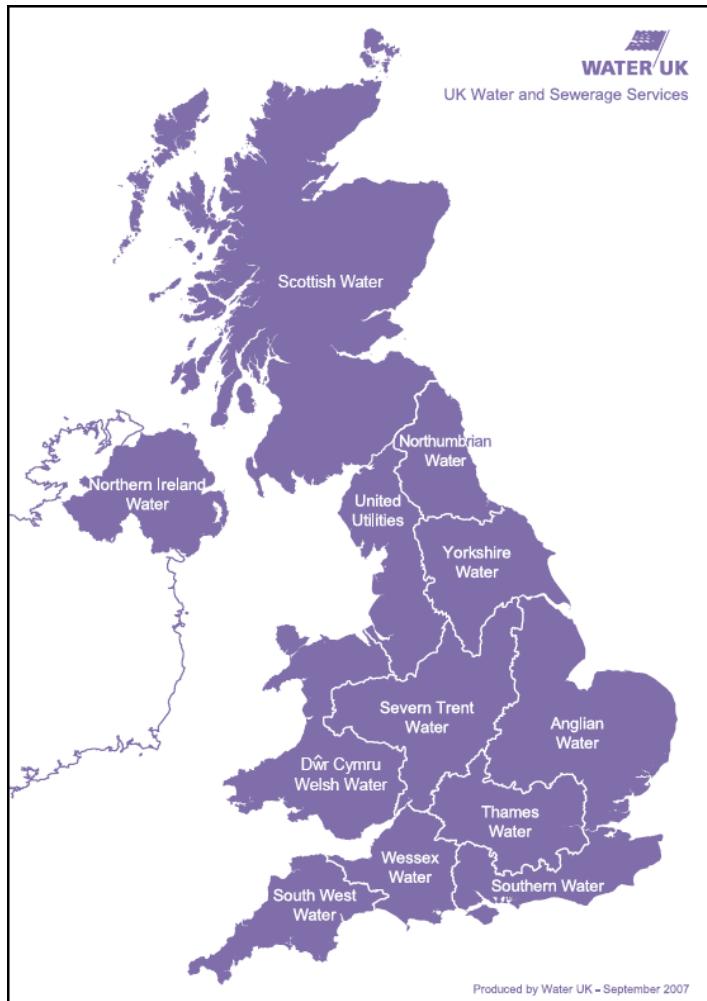 WATER UK
UK Water and Sewerage Services
Scottish Water
Northumbrian
Water
Northern Ireland
Water
United
Utilities
Yorkshire
Water
Severn Trent
Water
Anglian
Water
Dŵr Cymru
Welsh Water
Thames
Water
Wessex
Water
Southern Water
South West
Water
Produced by Water UK – September 2007